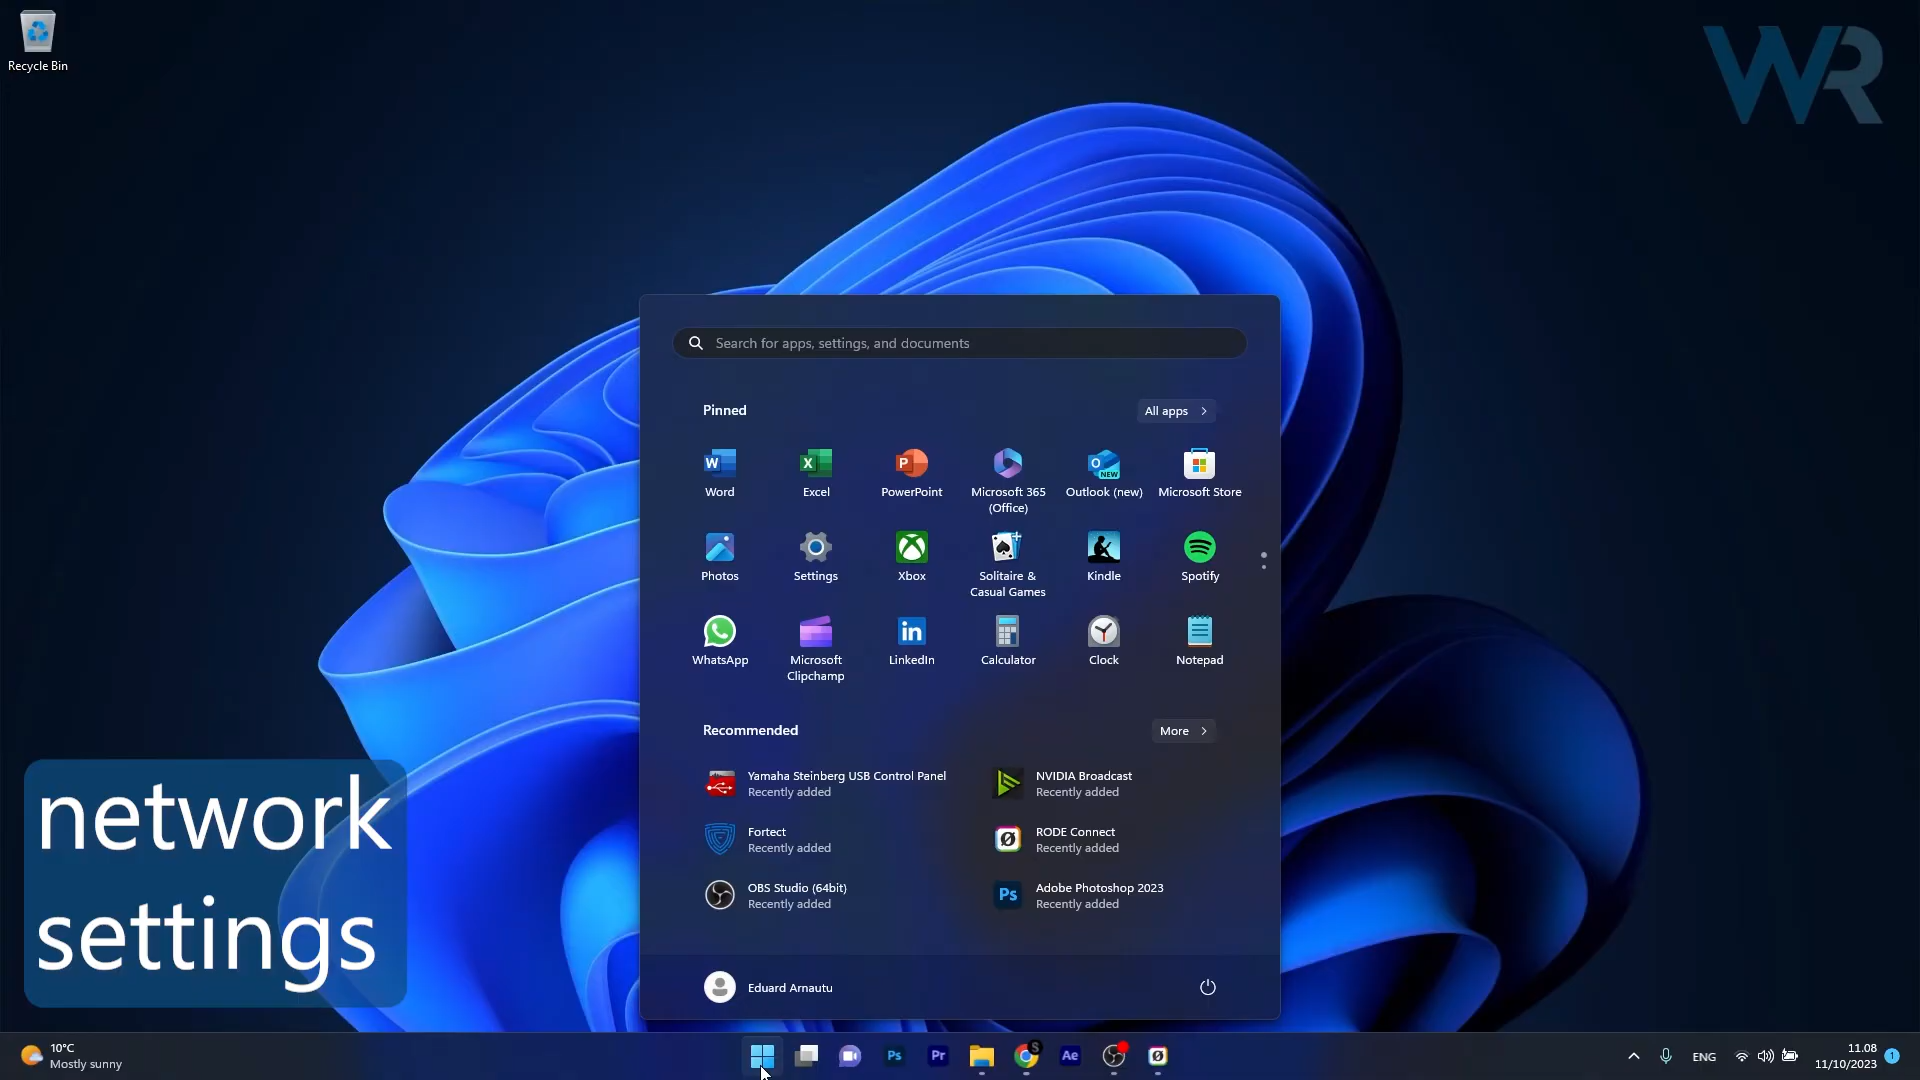 Recycle Bin
WR
Search for apps, settings, and documents
Pinned
All apps
Word
Excel
PowerPoint
Microsoft 365
(Office)
Outlook (new)
Microsoft Store
Photos
Settings
Xbox
Solitaire &
Casual Games
Kindle
Spotify
WhatsApp
Microsoft
Clipchamp
LinkedIn
Calculator
Clock
Notepad
Recommended
More
Yamaha Steinberg USB Control Panel
Recently added
NVIDIA Broadcast
Recently added
Fortect
Recently added
RODE Connect
Recently added
OBS Studio (64bit)
Recently added
Adobe Photoshop 2023
Recently added
Eduard Arnautu
network
settings
10°C
Mostly sunny
Ps
Pr
S
Ae
ENG
11.08
11/10/2023
1